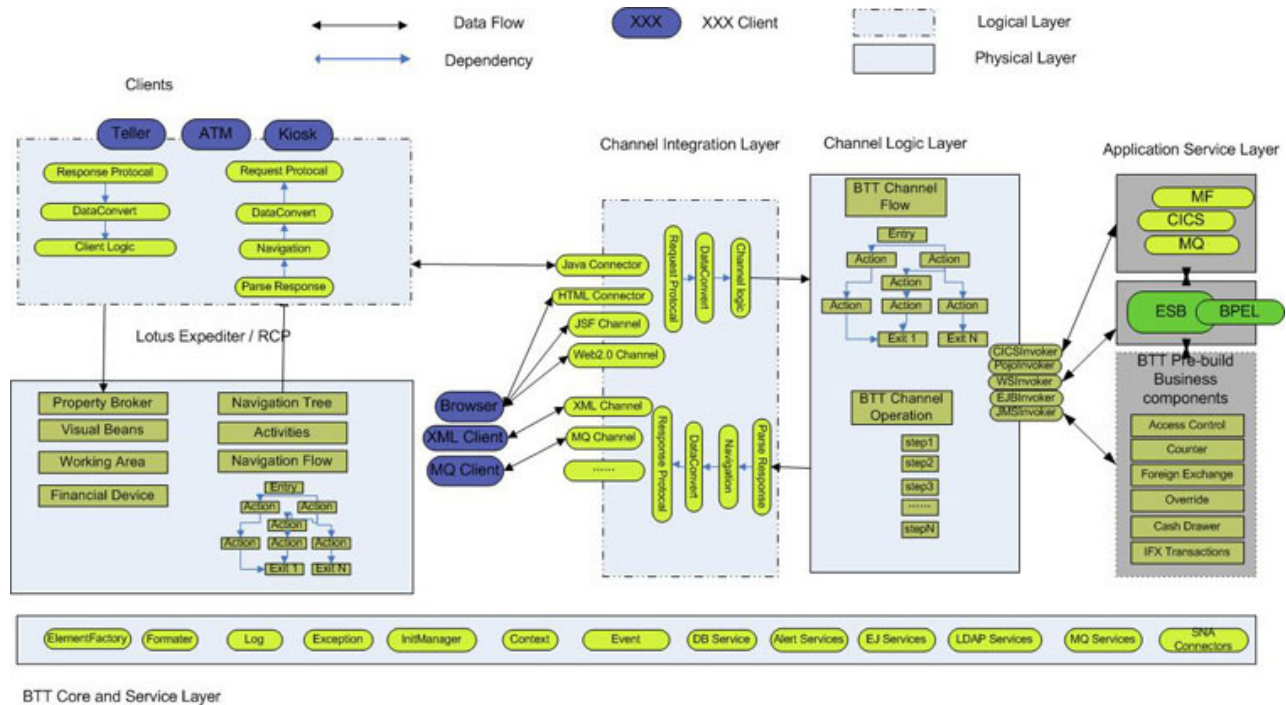 Data Flow
XXX
XXX Client
Logical Layer
Dependency
Physical Layer
Clients
Teller
ATM
Kiosk
Response Protocal
DataConvert
Client Logic
Request Protocal
DataConvert
Navigation
Parse Response
Lotus Expediter / RCP
Property Broker
Visual Beans
Working Area
Financial Device
Navigation Tree
Activities
Navigation Flow
Entry
Action
Action
Action
Action
Action
Action
Exit 1
Exit N
Browser
XML Client
MQ Client
Channel Integration Layer
Java Connector
HTML Connector
JSF Channel
Web2.0 Channel
XML Channel
MQ Channel
......
Request Protocal
DataConvert
Channel logic
Response Protocal
DataConvert
Navigation
Parse Response
Channel Logic Layer
BTT Channel
Flow
Entry
Action
Action
Action
Action
Action
Action
Exit 1
Exit N
BTT Channel
Operation
step1
step2
step3
......
stepN
CICSInvoker
PojoInvoker
WSInvoker
EJBInvoker
JMSInvoker
Application Service Layer
MF
CICS
MQ
ESB
BPEL
BTT Pre-build
Business
components
Access Control
Counter
Foreign Exchange
Override
Cash Drawer
IFX Transactions
ElementFactory
Formater
Log
Exception
InitManager
Context
Event
DB Service
Alert Services
EJ Services
LDAP Services
MQ Services
SNA
Connectors
BTT Core and Service Layer